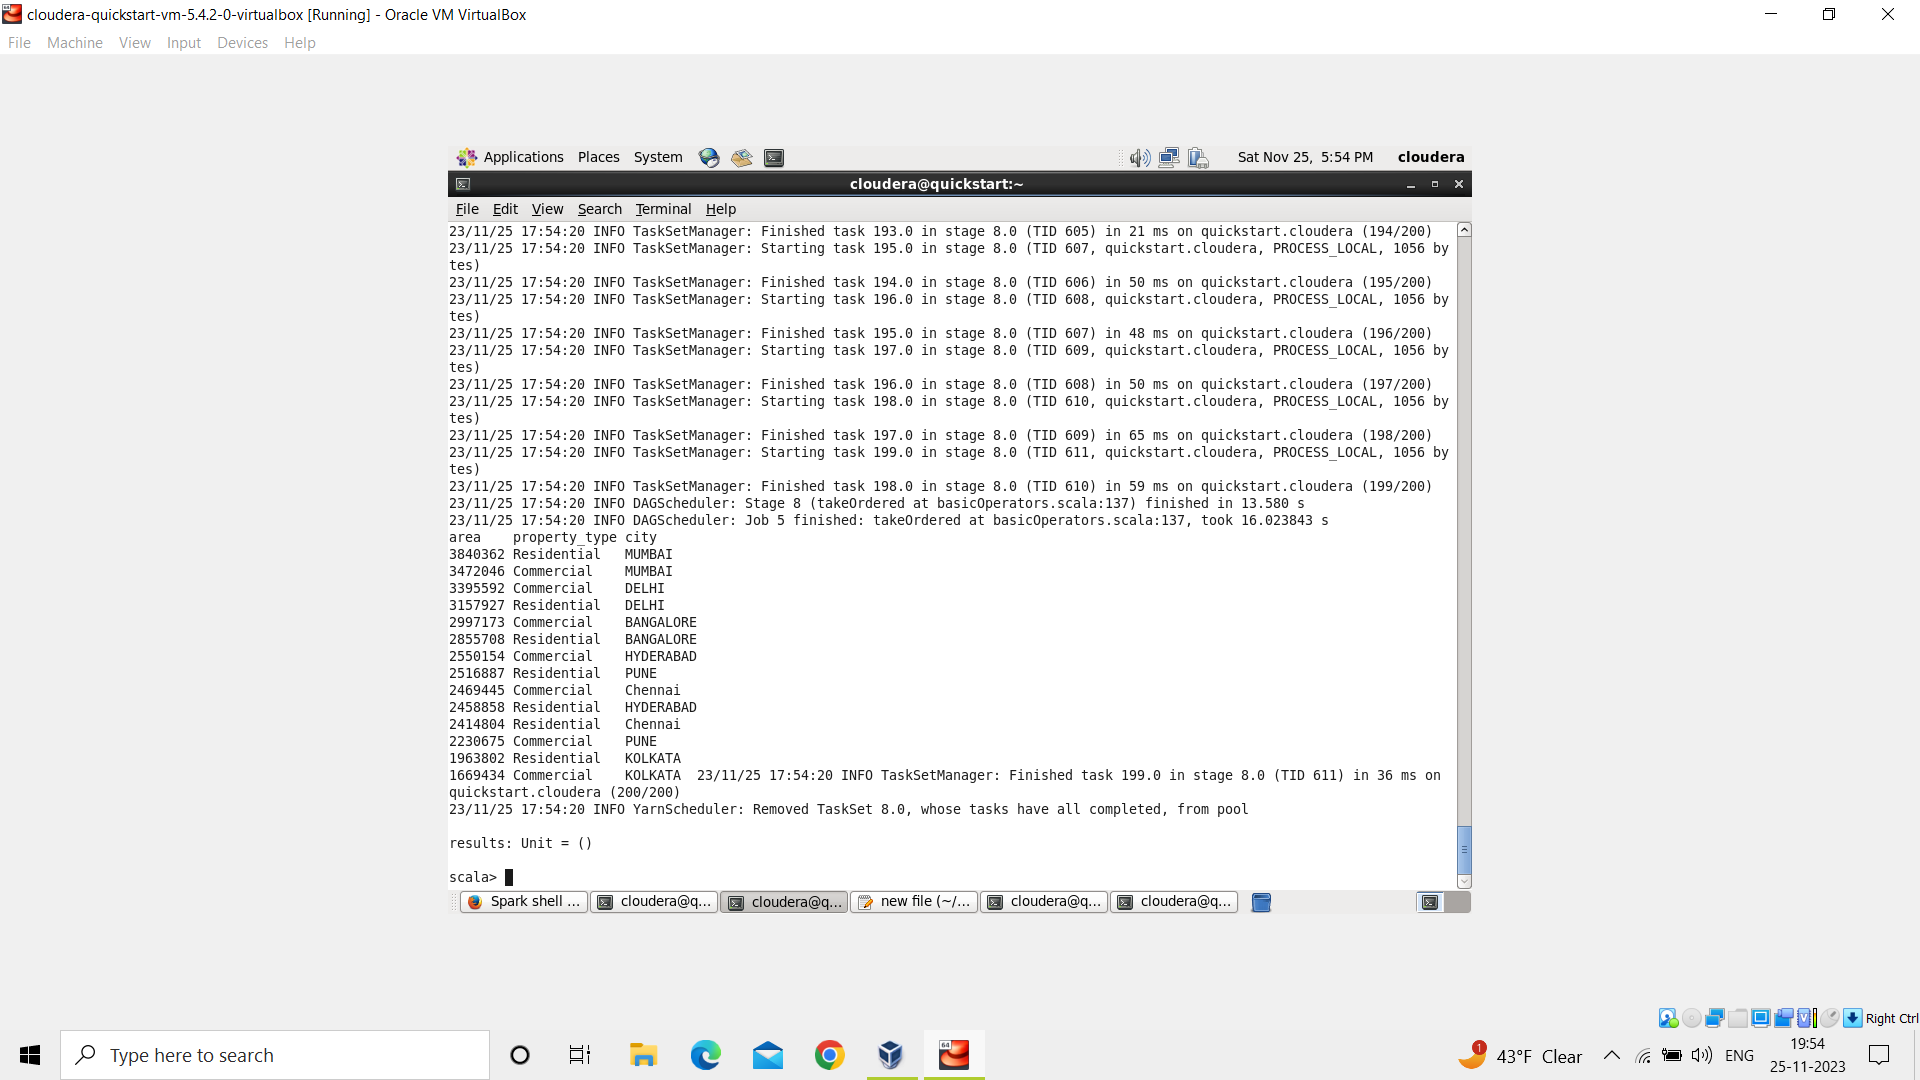 cloudera-quickstart-vm-5.4.2-0-virtualbox [Running] - Oracle VM VirtualBox
File Machine View Input Devices Help
Applications Places System Sat Nov 25, 5:54 PM cloudera
cloudera@quickstart:~
File Edit View Search Terminal Help
23/11/25 17:54:20 INFO TaskSetManager: Finished task 193.0 in stage 8.0 (TID 605) in 21 ms on quickstart.cloudera (194/200)
23/11/25 17:54:20 INFO TaskSetManager: Starting task 195.0 in stage 8.0 (TID 607, quickstart.cloudera, PROCESS_LOCAL, 1056 by
tes)
23/11/25 17:54:20 INFO TaskSetManager: Finished task 194.0 in stage 8.0 (TID 606) in 50 ms on quickstart.cloudera (195/200)
23/11/25 17:54:20 INFO TaskSetManager: Starting task 196.0 in stage 8.0 (TID 608, quickstart.cloudera, PROCESS_LOCAL, 1056 by
tes)
23/11/25 17:54:20 INFO TaskSetManager: Finished task 195.0 in stage 8.0 (TID 607) in 48 ms on quickstart.cloudera (196/200)
23/11/25 17:54:20 INFO TaskSetManager: Starting task 197.0 in stage 8.0 (TID 609, quickstart.cloudera, PROCESS_LOCAL, 1056 by
tes)
23/11/25 17:54:20 INFO TaskSetManager: Finished task 196.0 in stage 8.0 (TID 608) in 50 ms on quickstart.cloudera (197/200)
23/11/25 17:54:20 INFO TaskSetManager: Starting task 198.0 in stage 8.0 (TID 610, quickstart.cloudera, PROCESS_LOCAL, 1056 by
tes)
23/11/25 17:54:20 INFO TaskSetManager: Finished task 197.0 in stage 8.0 (TID 609) in 65 ms on quickstart.cloudera (198/200)
23/11/25 17:54:20 INFO TaskSetManager: Starting task 199.0 in stage 8.0 (TID 611, quickstart.cloudera, PROCESS_LOCAL, 1056 by
tes)
23/11/25 17:54:20 INFO TaskSetManager: Finished task 198.0 in stage 8.0 (TID 610) in 59 ms on quickstart.cloudera (199/200)
23/11/25 17:54:20 INFO DAGScheduler: Stage 8 (takeOrdered at basicOperators.scala:137) finished in 13.580 s
23/11/25 17:54:20 INFO DAGScheduler: Job 5 finished: takeOrdered at basicOperators.scala:137, took 16.023843 s
area property_type city
3840362 Residential MUMBAI
3472046 Commercial MUMBAI
3395592 Commercial DELHI
3157927 Residential DELHI
2997173 Commercial BANGALORE
2855708 Residential BANGALORE
2550154 Commercial HYDERABAD
2516887 Residential PUNE
2469445 Commercial Chennai
2458858 Residential HYDERABAD
2414804 Residential Chennai
2230675 Commercial PUNE
1963802 Residential KOLKATA
1669434 Commercial KOLKATA 23/11/25 17:54:20 INFO TaskSetManager: Finished task 199.0 in stage 8.0 (TID 611) in 36 ms on
quickstart.cloudera (200/200)
23/11/25 17:54:20 INFO YarnScheduler: Removed TaskSet 8.0, whose tasks have all completed, from pool
results: Unit = ()
scala>
Spark shell ... cloudera@q... cloudera@q... new file (~/... cloudera@q... cloudera@q...
Right Ctrl
Type here to search 1 43°F Clear ENG 19:54
25-11-2023